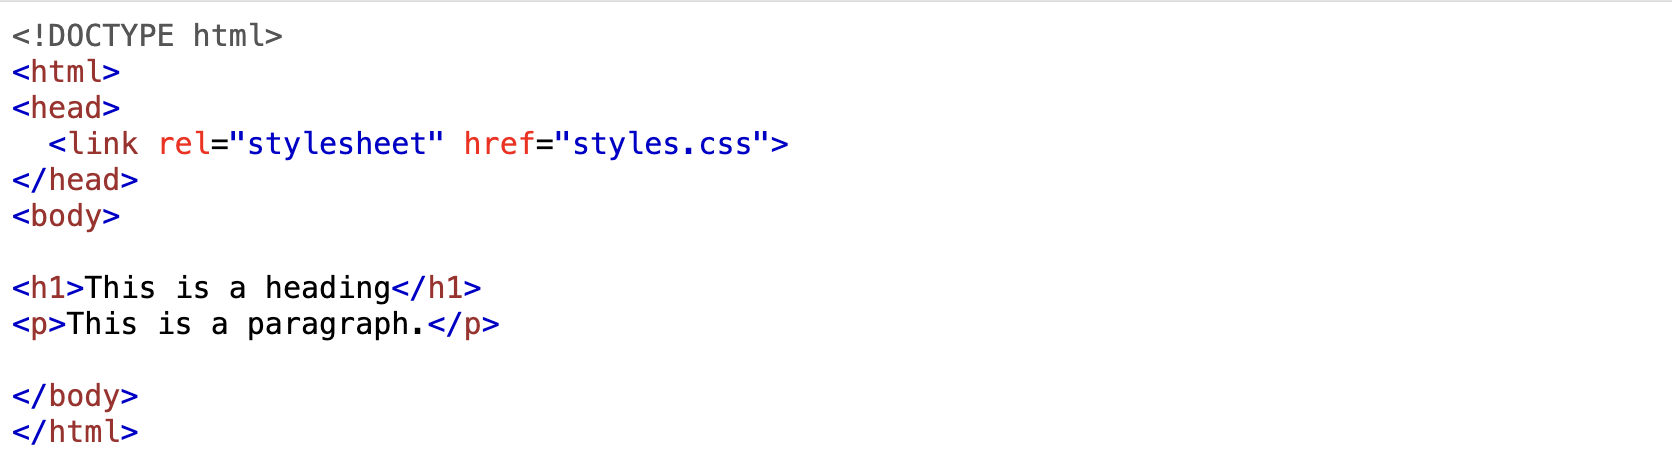 <!DOCTYPE html>
<html>
<head>
  <link rel="stylesheet" href="styles.css">
</head>
<body>

<h1>This is a heading</h1>
<p>This is a paragraph.</p>

</body>
</html>